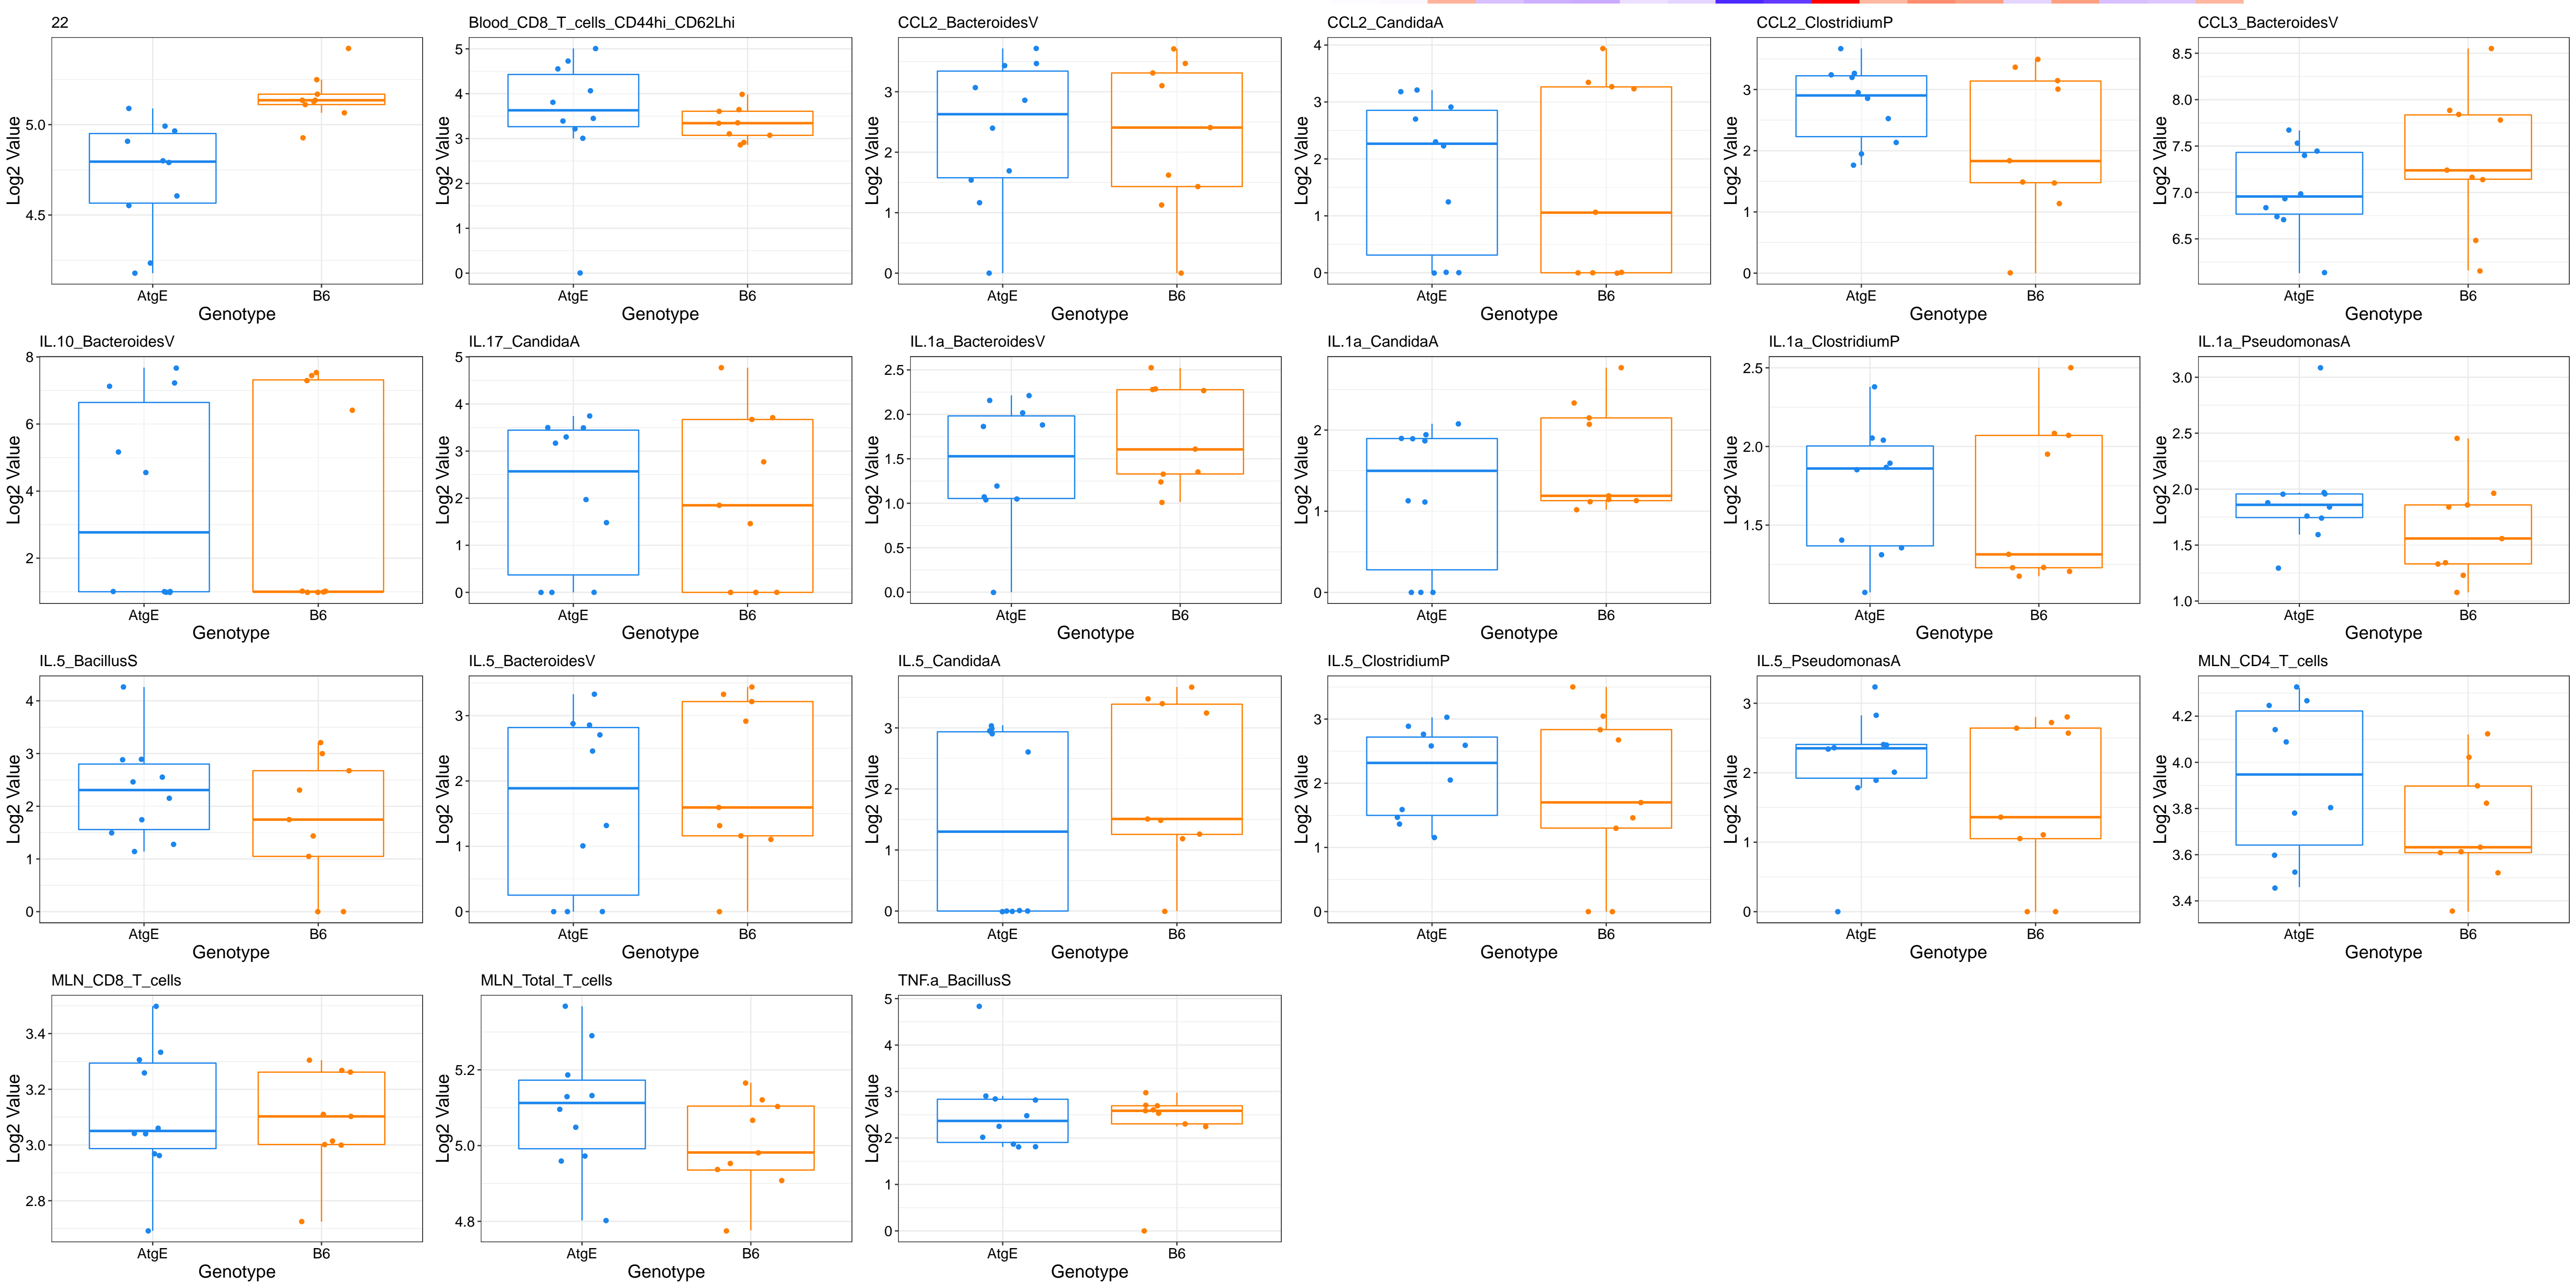 22
Blood_CD8_T_cells_CD44hi_CD62Lhi
CCL2_BacteroidesV
CCL2_CandidaA
CCL2_ClostridiumP
CCL3_BacteroidesV
Log2 Value
5.0
4.5
AtgE
B6
Genotype
Log2 Value
5
4
3
2
1
0
AtgE
B6
Genotype
Log2 Value
3
2
1
0
AtgE
B6
Genotype
Log2 Value
4
3
2
1
0
AtgE
B6
Genotype
Log2 Value
3
2
1
0
AtgE
B6
Genotype
Log2 Value
8.5
8.0
7.5
7.0
6.5
AtgE
B6
Genotype
IL.10_BacteroidesV
IL.17_CandidaA
IL.1a_BacteroidesV
IL.1a_CandidaA
IL.1a_ClostridiumP
IL.1a_PseudomonasA
Log2 Value
8
6
4
2
AtgE
B6
Genotype
Log2 Value
5
4
3
2
1
0
AtgE
B6
Genotype
Log2 Value
2.5
2.0
1.5
1.0
0.5
0.0
AtgE
B6
Genotype
Log2 Value
2
1
0
AtgE
B6
Genotype
Log2 Value
2.5
2.0
1.5
AtgE
B6
Genotype
Log2 Value
3.0
2.5
2.0
1.5
1.0
AtgE
B6
Genotype
IL.5_BacillusS
IL.5_BacteroidesV
IL.5_CandidaA
IL.5_ClostridiumP
IL.5_PseudomonasA
MLN_CD4_T_cells
Log2 Value
4
3
2
1
0
AtgE
B6
Genotype
Log2 Value
3
2
1
0
AtgE
B6
Genotype
Log2 Value
3
2
1
0
AtgE
B6
Genotype
Log2 Value
3
2
1
0
AtgE
B6
Genotype
Log2 Value
3
2
1
0
AtgE
B6
Genotype
Log2 Value
4.2
4.0
3.8
3.6
3.4
AtgE
B6
Genotype
MLN_CD8_T_cells
MLN_Total_T_cells
TNF.a_BacillusS
Log2 Value
3.4
3.2
3.0
2.8
AtgE
B6
Genotype
Log2 Value
5.2
5.0
4.8
AtgE
B6
Genotype
Log2 Value
5
4
3
2
1
0
AtgE
B6
Genotype